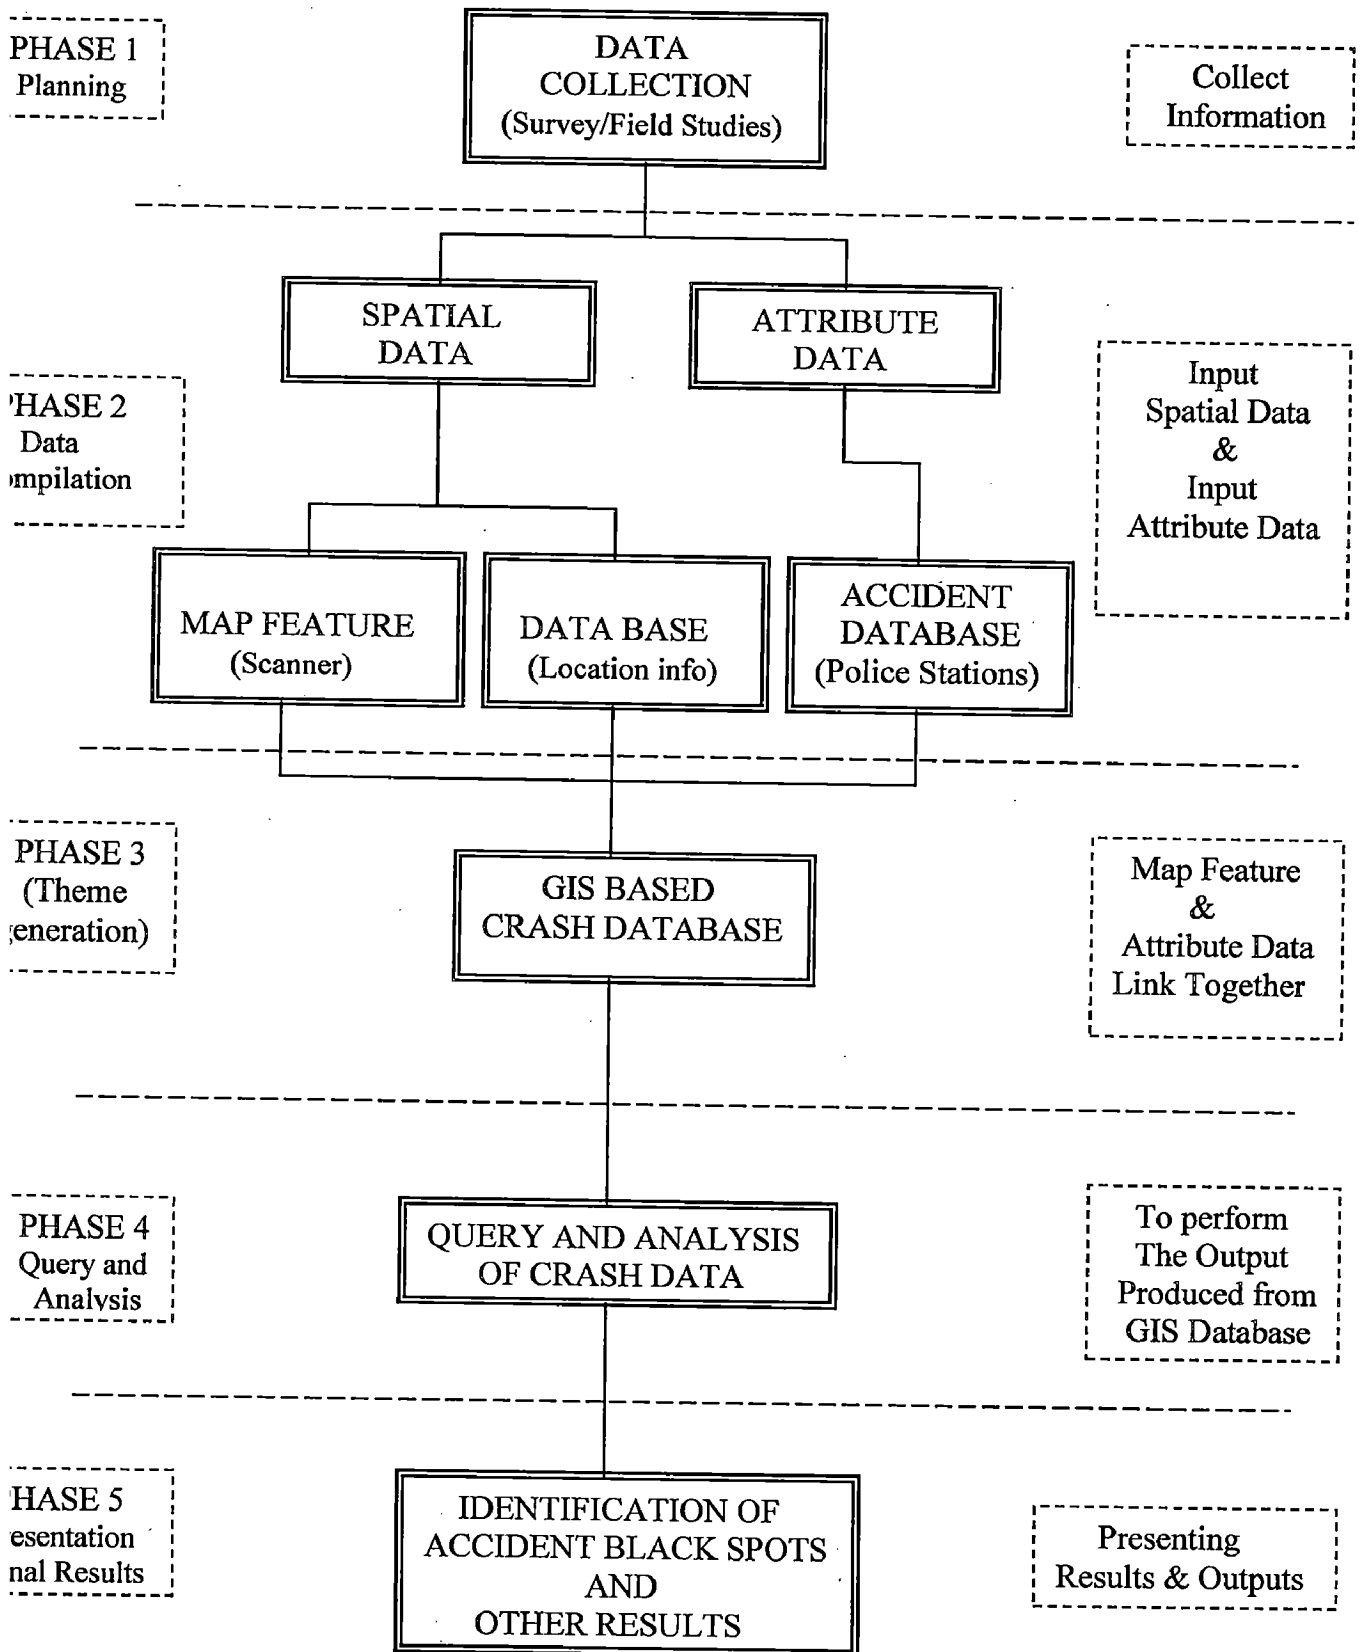 PHASE 1
Planning
DATA
COLLECTION
(Survey/Field Studies)
Collect
Information
SPATIAL
DATA
ATTRIBUTE
DATA
PHASE 2
Data
ompilation
Input
Spatial Data
&
Input
Attribute Data
MAP FEATURE
(Scanner)
DATA BASE
(Location info)
ACCIDENT
DATABASE
(Police Stations)
PHASE 3
(Theme
generation)
GIS BASED
CRASH DATABASE
Map Feature
&
Attribute Data
Link Together
PHASE 4
Query and
Analysis
QUERY AND ANALYSIS
OF CRASH DATA
To perform
The Output
Produced from
GIS Database
HASE 5
resentation
nal Results
IDENTIFICATION OF
ACCIDENT BLACK SPOTS
AND
OTHER RESULTS
Presenting
Results & Outputs